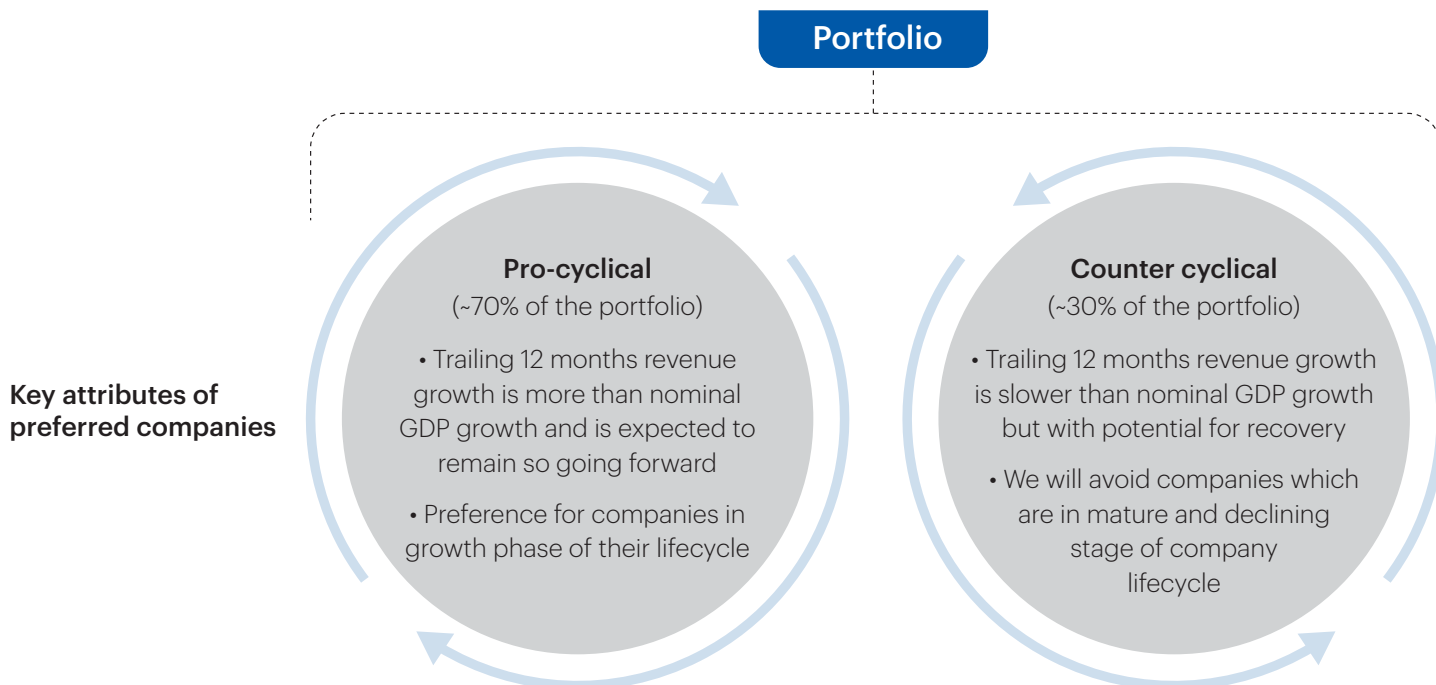 Portfolio
Key attributes of
preferred companies
Pro-cyclical
(~70% of the portfolio)
• Trailing 12 months revenue
growth is more than nominal
GDP growth and is expected to
remain so going forward
• Preference for companies in
growth phase of their lifecycle
Counter cyclical
(~30% of the portfolio)
• Trailing 12 months revenue growth
is slower than nominal GDP growth
but with potential for recovery
• We will avoid companies which
are in mature and declining
stage of company
lifecycle